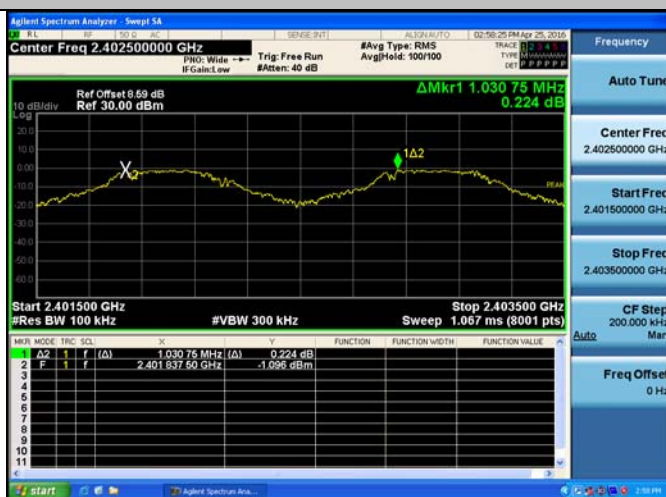 Agilent Spectrum Analyzer - Swept SA
RL RF 50 Ω AC SENSE:INT ALIGN AUTO 02:58:25 PM Apr 25, 2016
Center Freq 2.402500000 GHz #Avg Type: RMS TRACE 1 2 3 4 5 6
PNO: Wide Trig: Free Run Avg|Hold: 100/100 TYPE
IFGain:Low #Atten: 40 dB DET P P P P P P
Ref Offset 8.59 dB ΔMkr1 1.030 75 MHz
10 dB/div Ref 30.00 dBm 0.224 dB
Log
20.0
10.0
0.00
1Δ2
-10.0
PEAK
-20.0
-30.0
-40.0
-50.0
-60.0
Start 2.401500 GHz Stop 2.403500 GHz
#Res BW 100 kHz #VBW 300 kHz Sweep 1.067 ms (8001 pts)
MKR MODE TRC SCL X Y FUNCTION FUNCTION WIDTH FUNCTION VALUE
1 Δ2 1 f (Δ) 1.030 75 MHz (Δ) 0.224 dB
2 F 1 f 2.401 837 50 GHz -1.096 dBm
3
4
5
6
7
8
9
10
11
Frequency
Auto Tune
Center Freq
2.402500000 GHz
Start Freq
2.401500000 GHz
Stop Freq
2.403500000 GHz
CF Step
200.000 kHz
Auto Man
Freq Offset
0 Hz
start Agilent Spectrum Ana... 2:58 PM